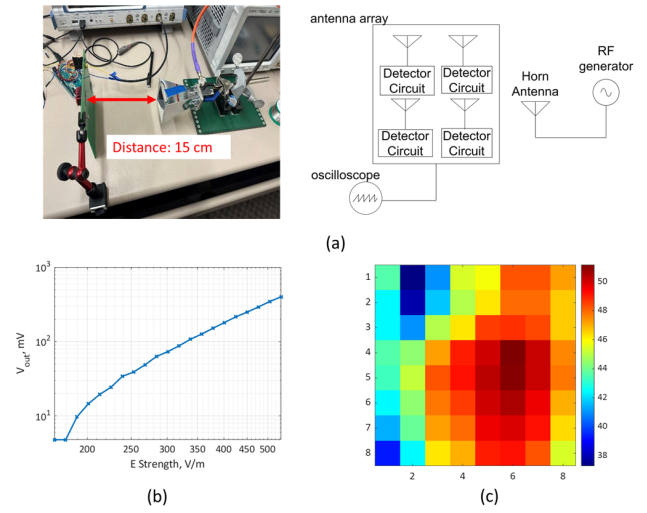 Distance: 15 cm
antenna array
Detector
Circuit
Detector
Circuit
Detector
Circuit
Detector
Circuit
oscilloscope
Horn
Antenna
RF
generator
(a)
10³
10²
10¹
V_out, mV
200 250 300 350 400 450 500
E Strength, V/m
(b)
1
2
3
4
5
6
7
8
2 4 6 8
50
48
46
44
42
40
38
(c)